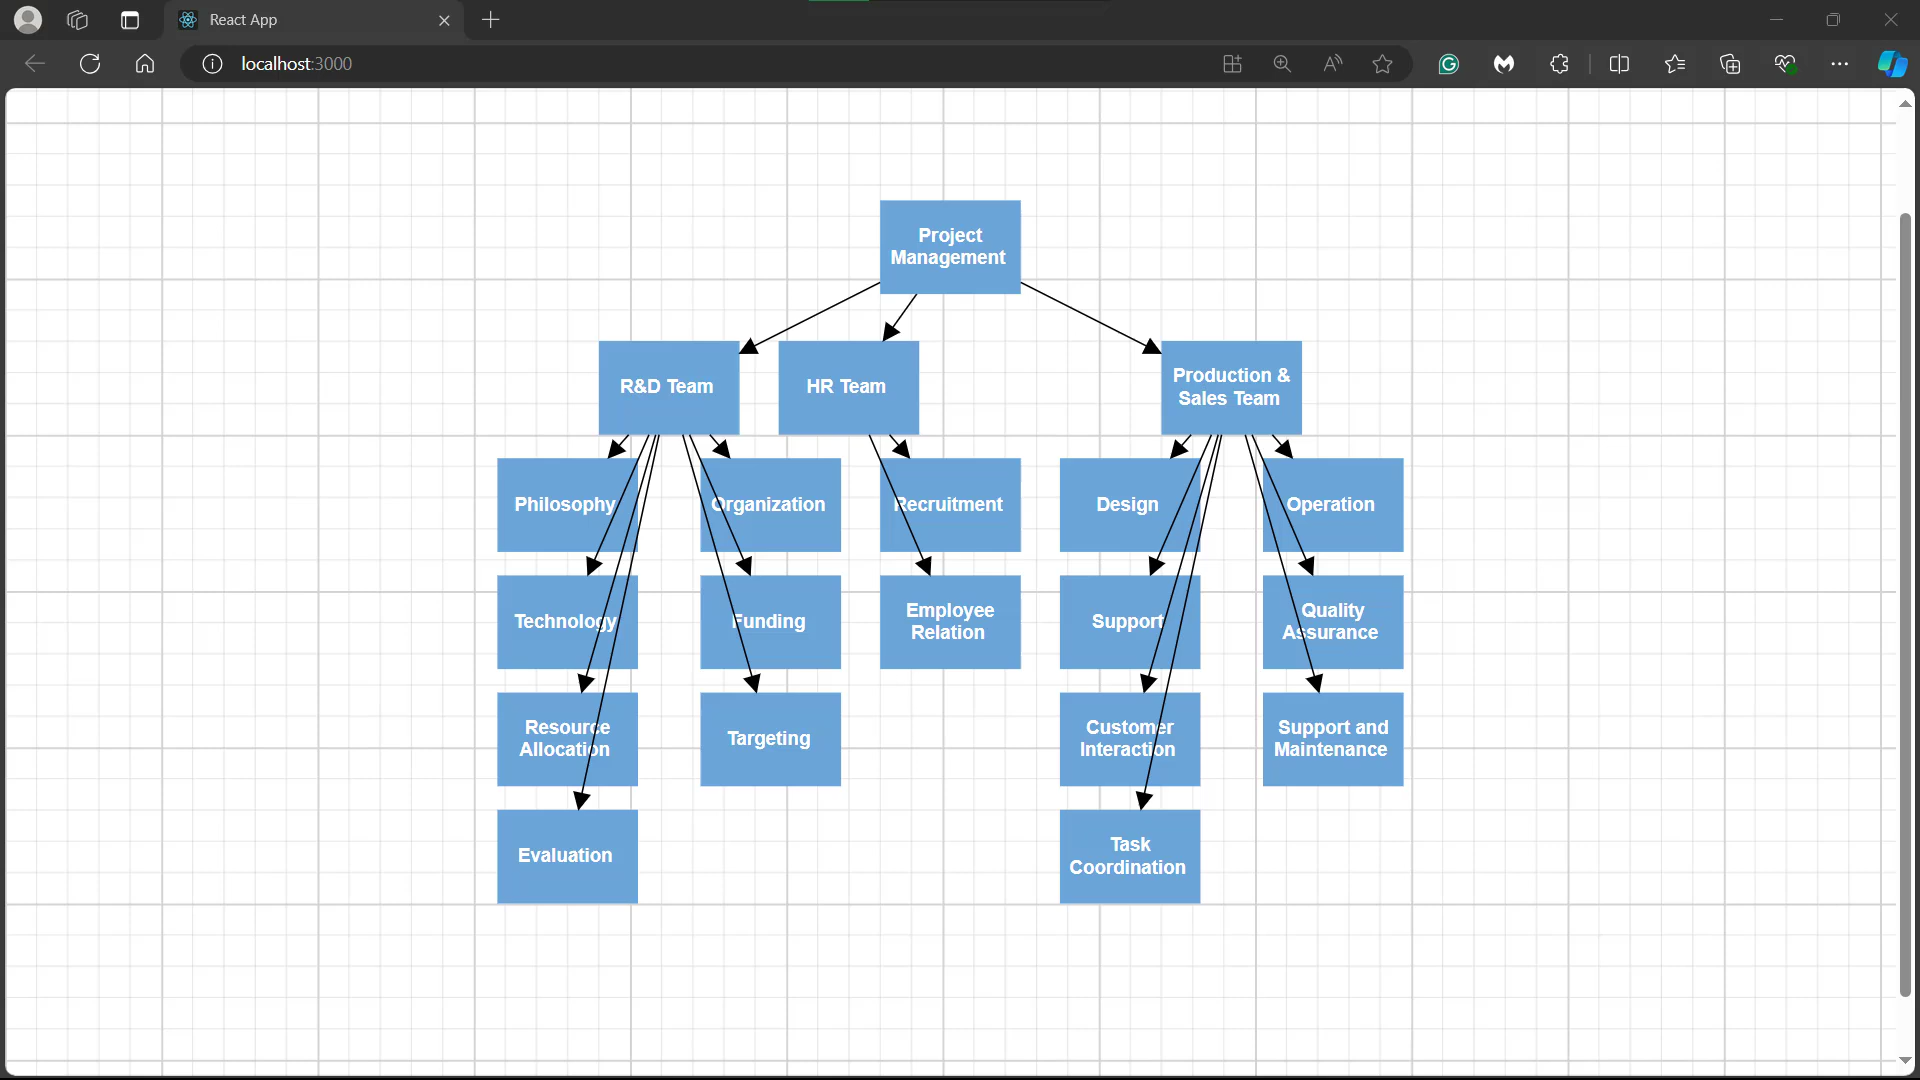 React App
localhost:3000
Project
Management
R&D Team
HR Team
Production &
Sales Team
Philosophy
Organization
Recruitment
Design
Operation
Technology
Funding
Employee
Relation
Support
Quality
Assurance
Resource
Allocation
Targeting
Customer
Interaction
Support and
Maintenance
Evaluation
Task
Coordination